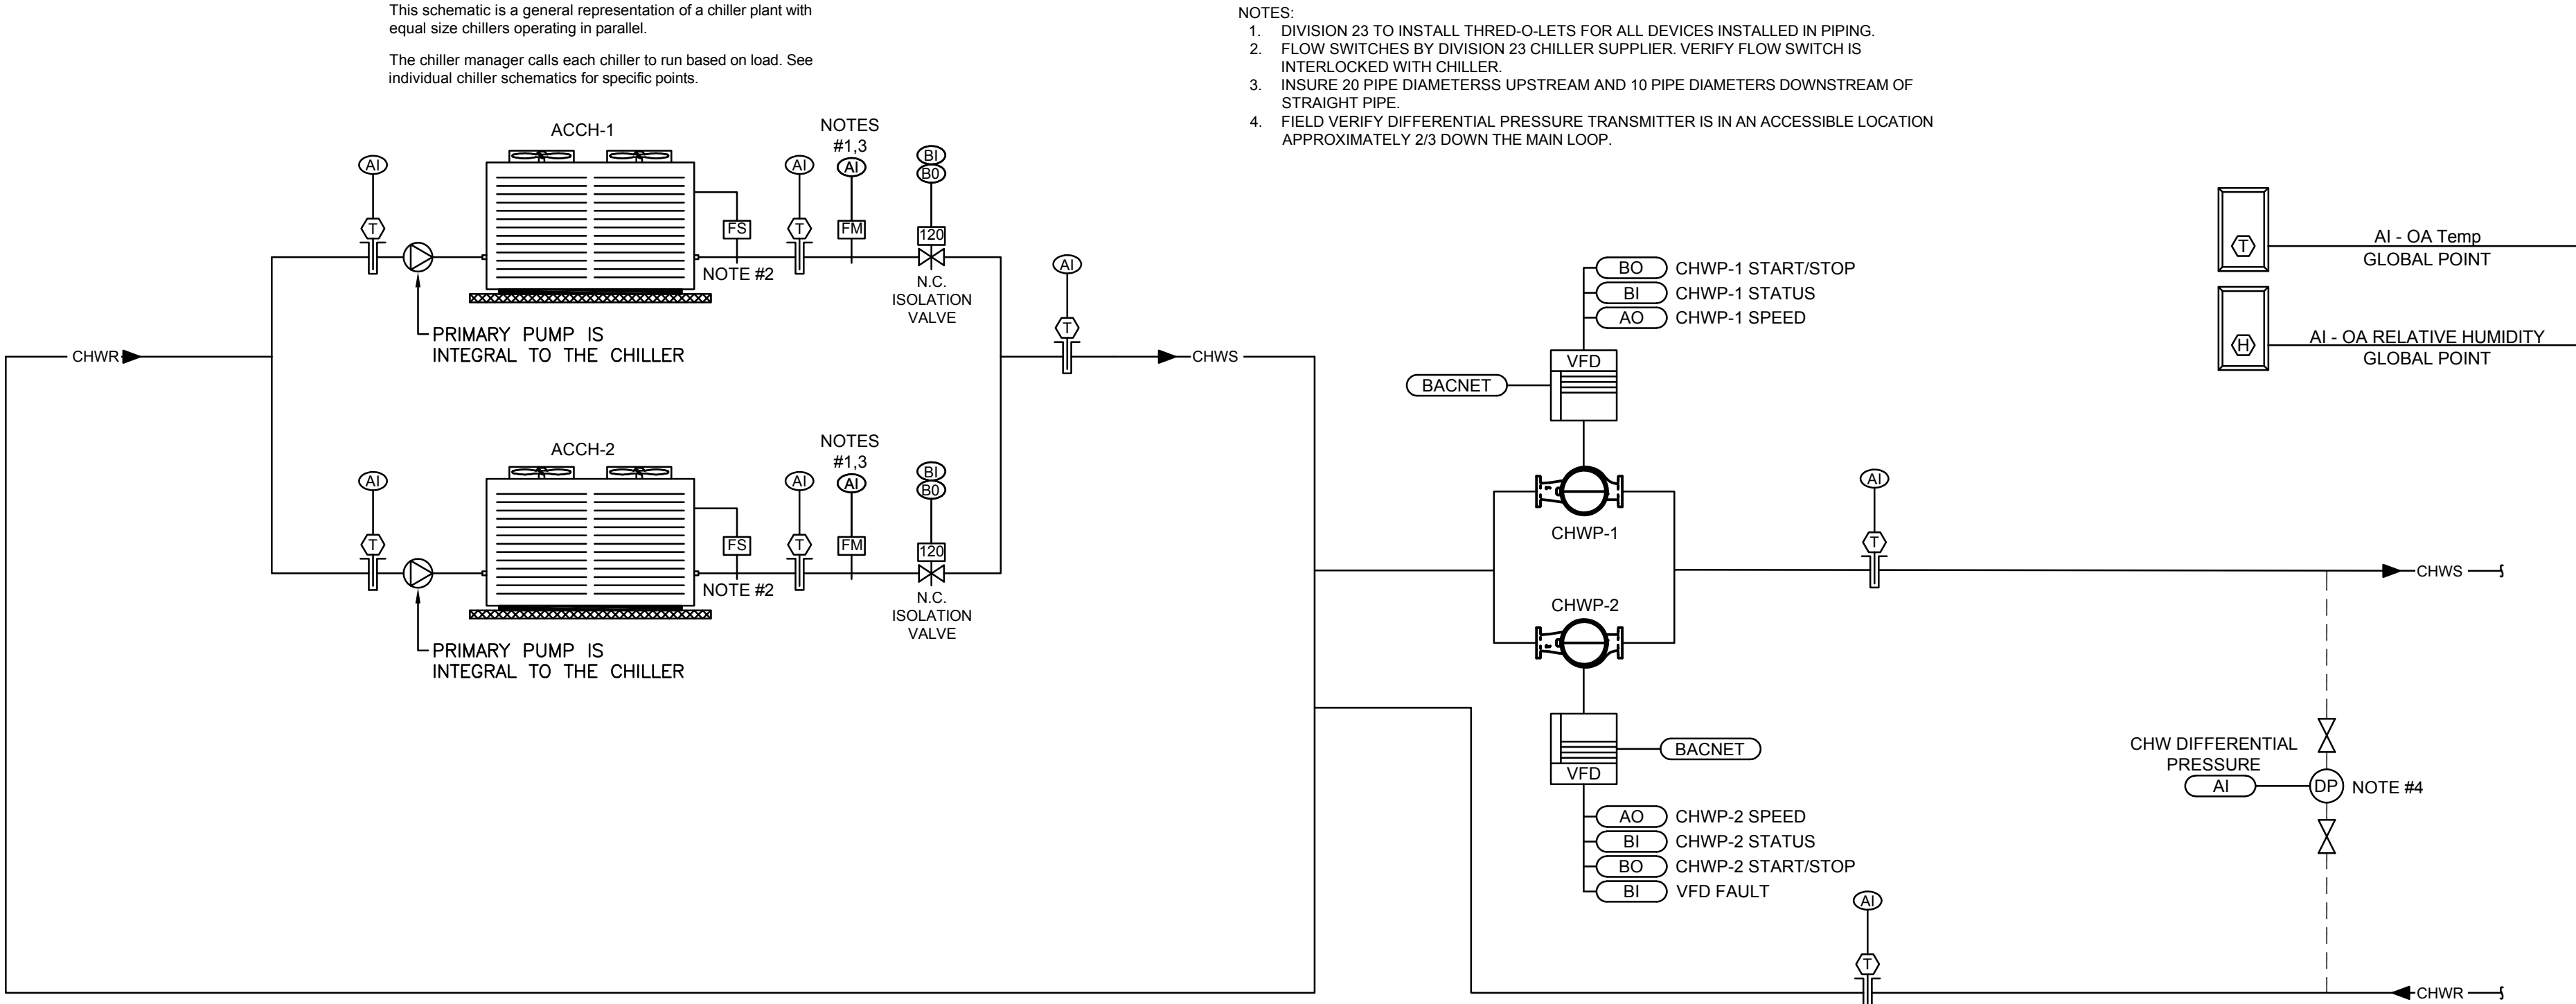 This schematic is a general representation of a chiller plant with
equal size chillers operating in parallel.
The chiller manager calls each chiller to run based on load. See
individual chiller schematics for specific points.
NOTES:
1. DIVISION 23 TO INSTALL THRED-O-LETS FOR ALL DEVICES INSTALLED IN PIPING.
2. FLOW SWITCHES BY DIVISION 23 CHILLER SUPPLIER. VERIFY FLOW SWITCH IS
INTERLOCKED WITH CHILLER.
3. INSURE 20 PIPE DIAMETERSS UPSTREAM AND 10 PIPE DIAMETERS DOWNSTREAM OF
STRAIGHT PIPE.
4. FIELD VERIFY DIFFERENTIAL PRESSURE TRANSMITTER IS IN AN ACCESSIBLE LOCATION
APPROXIMATELY 2/3 DOWN THE MAIN LOOP.
ACCH-1
NOTES
#1,3
AI
AI
AI
BI
B0
T
FS
T
FM
120
NOTE #2
N.C.
ISOLATION
VALVE
PRIMARY PUMP IS
INTEGRAL TO THE CHILLER
CHWR
AI
T
CHWS
ACCH-2
NOTES
#1,3
AI
AI
AI
BI
B0
T
FS
T
FM
120
NOTE #2
N.C.
ISOLATION
VALVE
PRIMARY PUMP IS
INTEGRAL TO THE CHILLER
BO CHWP-1 START/STOP
BI CHWP-1 STATUS
AO CHWP-1 SPEED
VFD
BACNET
CHWP-1
CHWP-2
BACNET
VFD
AO CHWP-2 SPEED
BI CHWP-2 STATUS
BO CHWP-2 START/STOP
BI VFD FAULT
T
AI - OA Temp
GLOBAL POINT
H
AI - OA RELATIVE HUMIDITY
GLOBAL POINT
AI
T
CHWS
CHW DIFFERENTIAL
PRESSURE
AI
DP
NOTE #4
AI
T
CHWR